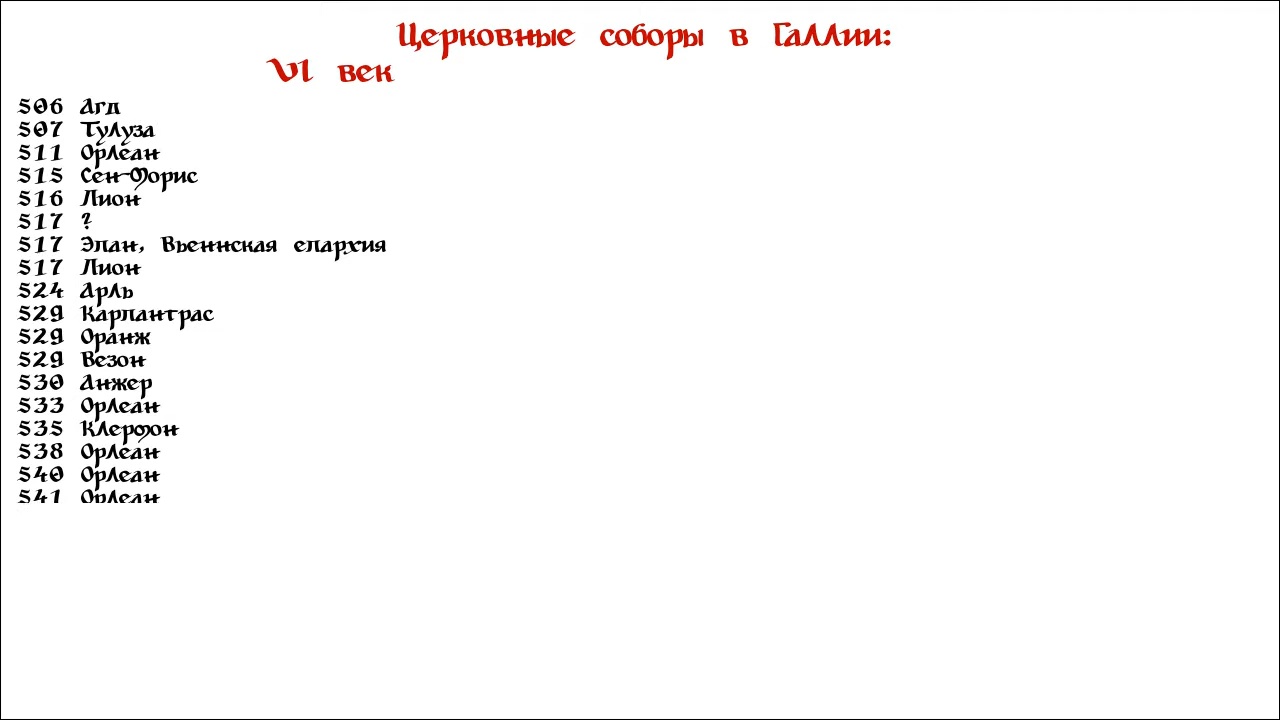 Церковные соборы в Галлии:
VI век
506 Агд
507 Тулуза
511 Орлеан
515 Сен-Морис
516 Лион
517 ?
517 Эпан, Вьеннская епархия
517 Лион
524 Арль
529 Карпантрас
529 Оранж
529 Везон
530 Анжер
533 Орлеан
535 Клермон
538 Орлеан
540 Орлеан
541 Орлеан